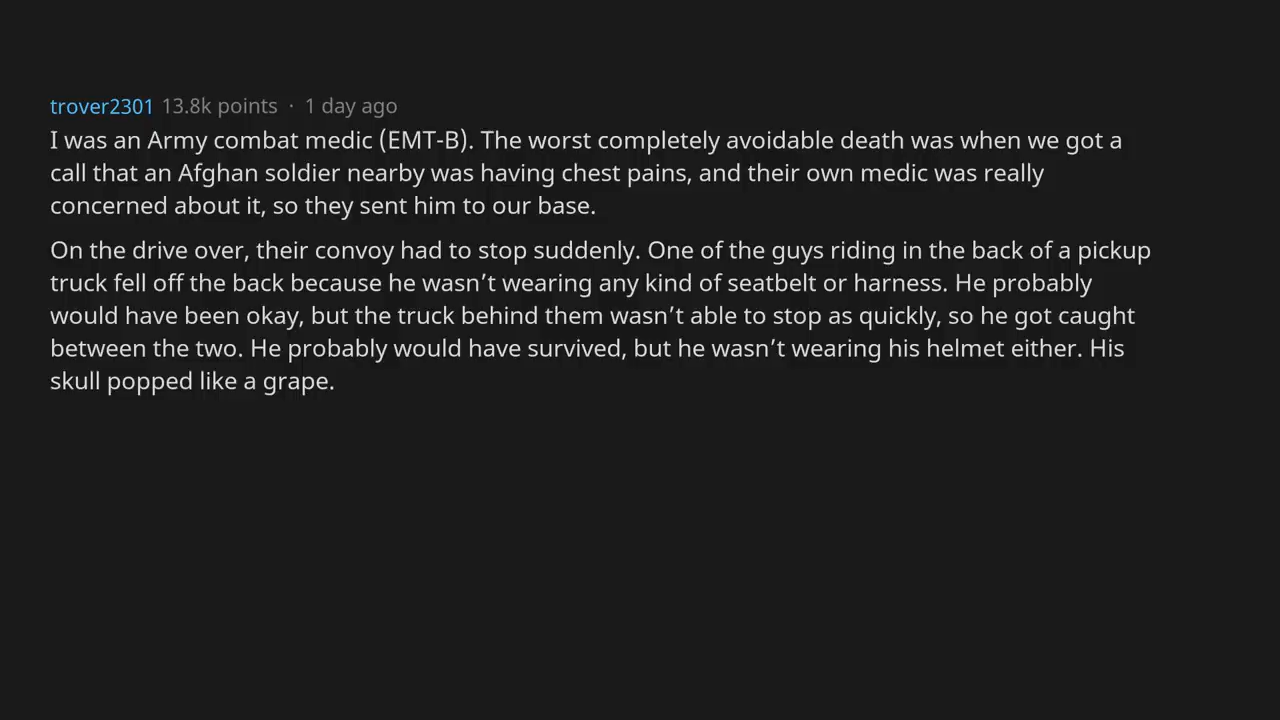 trover2301 13.8k points · 1 day ago
I was an Army combat medic (EMT-B). The worst completely avoidable death was when we got a
call that an Afghan soldier nearby was having chest pains, and their own medic was really
concerned about it, so they sent him to our base.
On the drive over, their convoy had to stop suddenly. One of the guys riding in the back of a pickup
truck fell off the back because he wasn’t wearing any kind of seatbelt or harness. He probably
would have been okay, but the truck behind them wasn’t able to stop as quickly, so he got caught
between the two. He probably would have survived, but he wasn’t wearing his helmet either. His
skull popped like a grape.